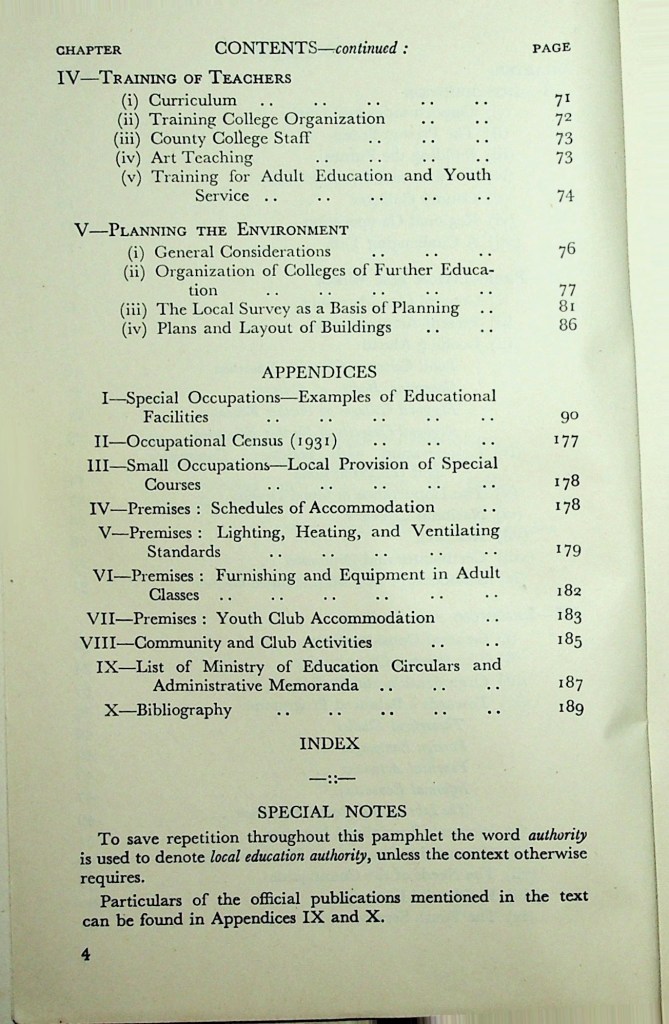 CHAPTER CONTENTS—continued : PAGE
IV—TRAINING OF TEACHERS
(i) Curriculum .. .. .. .. .. 71
(ii) Training College Organization .. .. 72
(iii) County College Staff .. .. .. 73
(iv) Art Teaching .. .. .. .. 73
(v) Training for Adult Education and Youth
Service .. .. .. .. .. 74
V—PLANNING THE ENVIRONMENT
(i) General Considerations .. .. .. 76
(ii) Organization of Colleges of Further Educa-
tion .. .. .. .. .. 77
(iii) The Local Survey as a Basis of Planning .. 81
(iv) Plans and Layout of Buildings .. .. 86
APPENDICES
I—Special Occupations—Examples of Educational
Facilities .. .. .. .. .. 90
II—Occupational Census (1931) .. .. .. 177
III—Small Occupations—Local Provision of Special
Courses .. .. .. .. .. 178
IV—Premises : Schedules of Accommodation .. 178
V—Premises : Lighting, Heating, and Ventilating
Standards .. .. .. .. .. 179
VI—Premises : Furnishing and Equipment in Adult
Classes .. .. .. .. .. .. 182
VII—Premises : Youth Club Accommodation .. 183
VIII—Community and Club Activities .. .. 185
IX—List of Ministry of Education Circulars and
Administrative Memoranda .. .. .. 187
X—Bibliography .. .. .. .. .. 189
INDEX
—::—
SPECIAL NOTES
To save repetition throughout this pamphlet the word authority
is used to denote local education authority, unless the context otherwise
requires.
Particulars of the official publications mentioned in the text
can be found in Appendices IX and X.
4